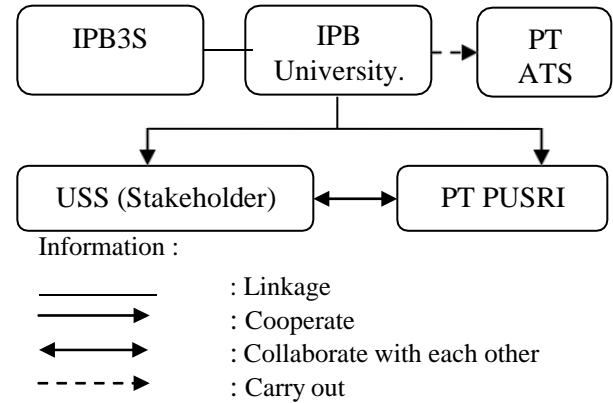 IPB3S
IPB
University.
PT
ATS
USS (Stakeholder)
PT PUSRI
Information :
: Linkage
: Cooperate
: Collaborate with each other
: Carry out